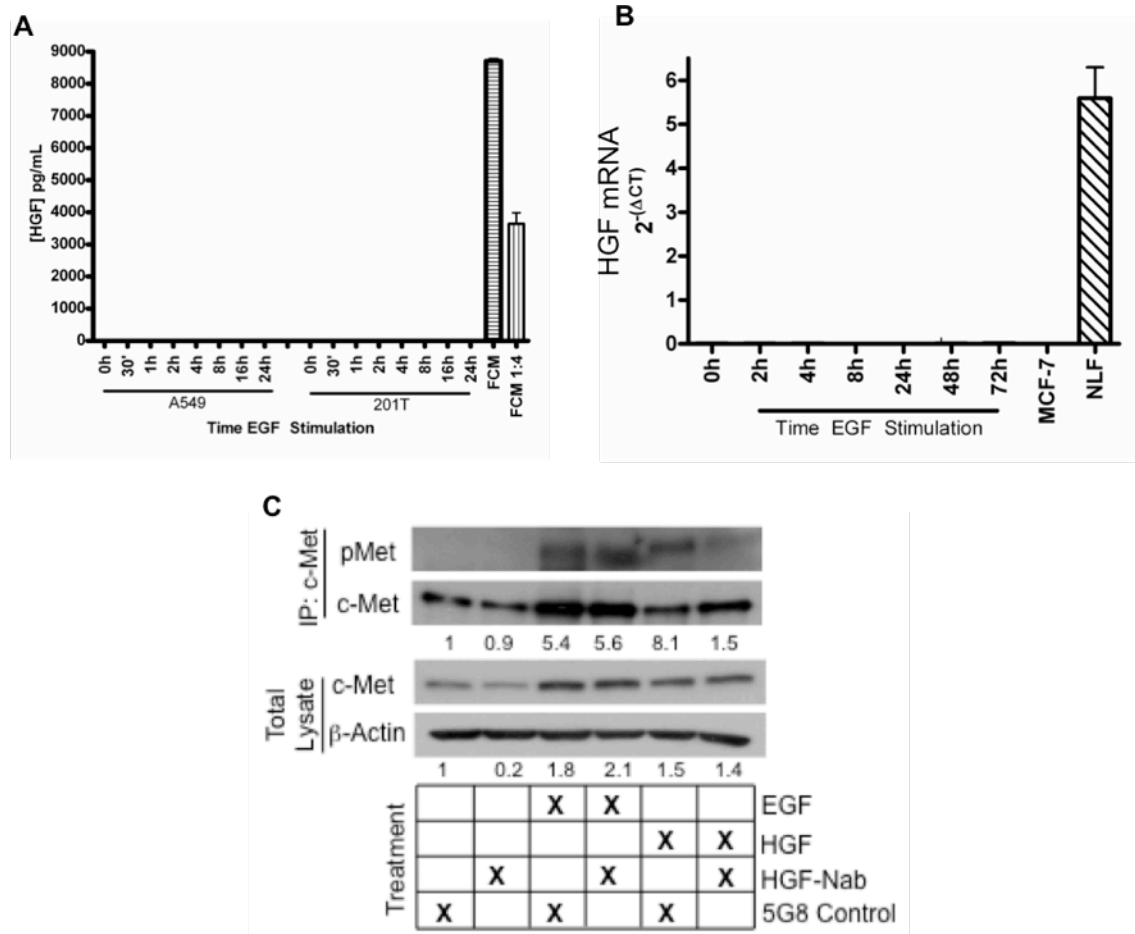 A
[HGF] pg/mL
9000
8000
7000
6000
5000
4000
3000
2000
1000
0
0h 30' 1h 2h 4h 8h 16h 24h 0h 30' 1h 2h 4h 8h 16h 24h FCM FCM 1:4
A549 201T
Time EGF Stimulation
B
HGF mRNA
2-(ΔCT)
6
5
4
3
2
1
0
0h 2h 4h 8h 24h 48h 72h MCF-7 NLF
Time EGF Stimulation
C
IP: c-Met
pMet
c-Met
1 0.9 5.4 5.6 8.1 1.5
Total
Lysate
c-Met
β-Actin
1 0.2 1.8 2.1 1.5 1.4
Treatment
X X EGF
X X HGF
X X X HGF-Nab
X X X 5G8 Control